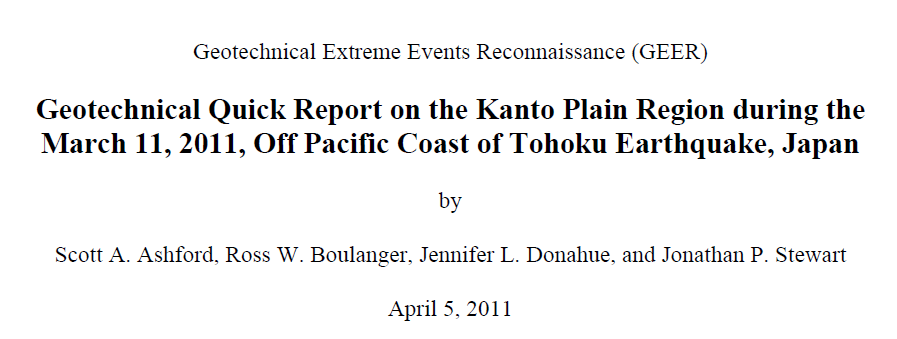 Geotechnical Extreme Events Reconnaissance (GEER)
Geotechnical Quick Report on the Kanto Plain Region during the
March 11, 2011, Off Pacific Coast of Tohoku Earthquake, Japan
by
Scott A. Ashford, Ross W. Boulanger, Jennifer L. Donahue, and Jonathan P. Stewart
April 5, 2011